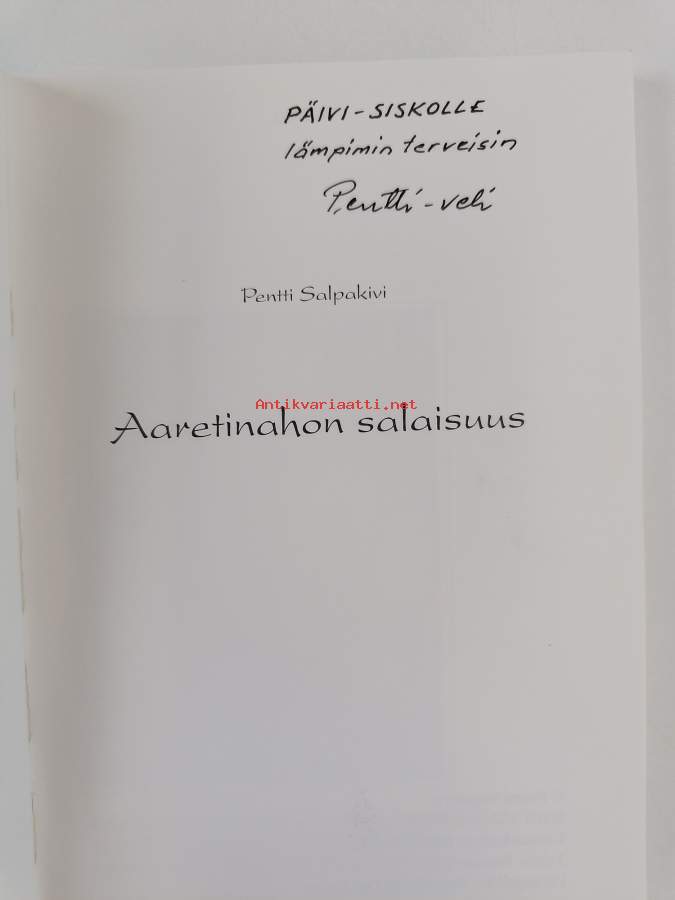 PÄIVI-SISKOLLE
lämpimin terveisin
Pentti-veli
Pentti Salpakivi
Antikvariaatti.net
Aaretinahon salaisuus